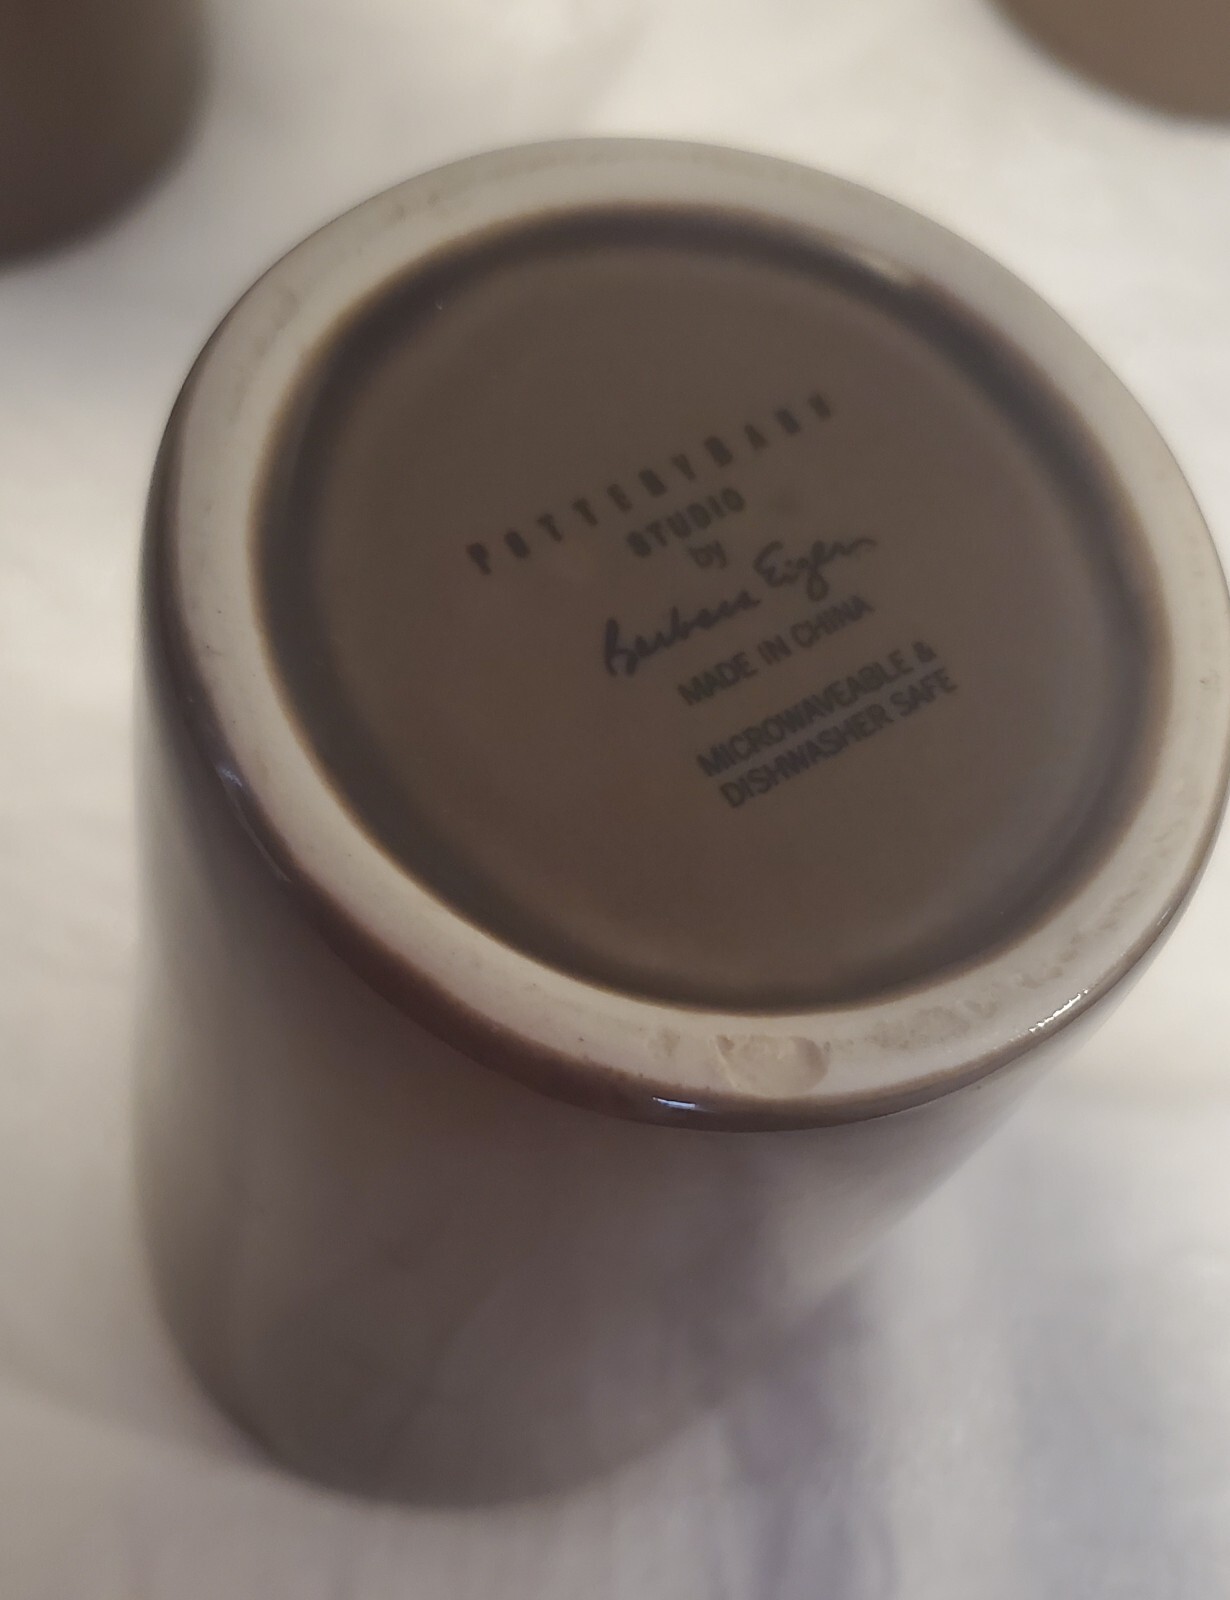 POTTERYBARN
STUDIO
by
Barbara Eigen
MADE IN CHINA
MICROWAVEABLE &
DISHWASHER SAFE